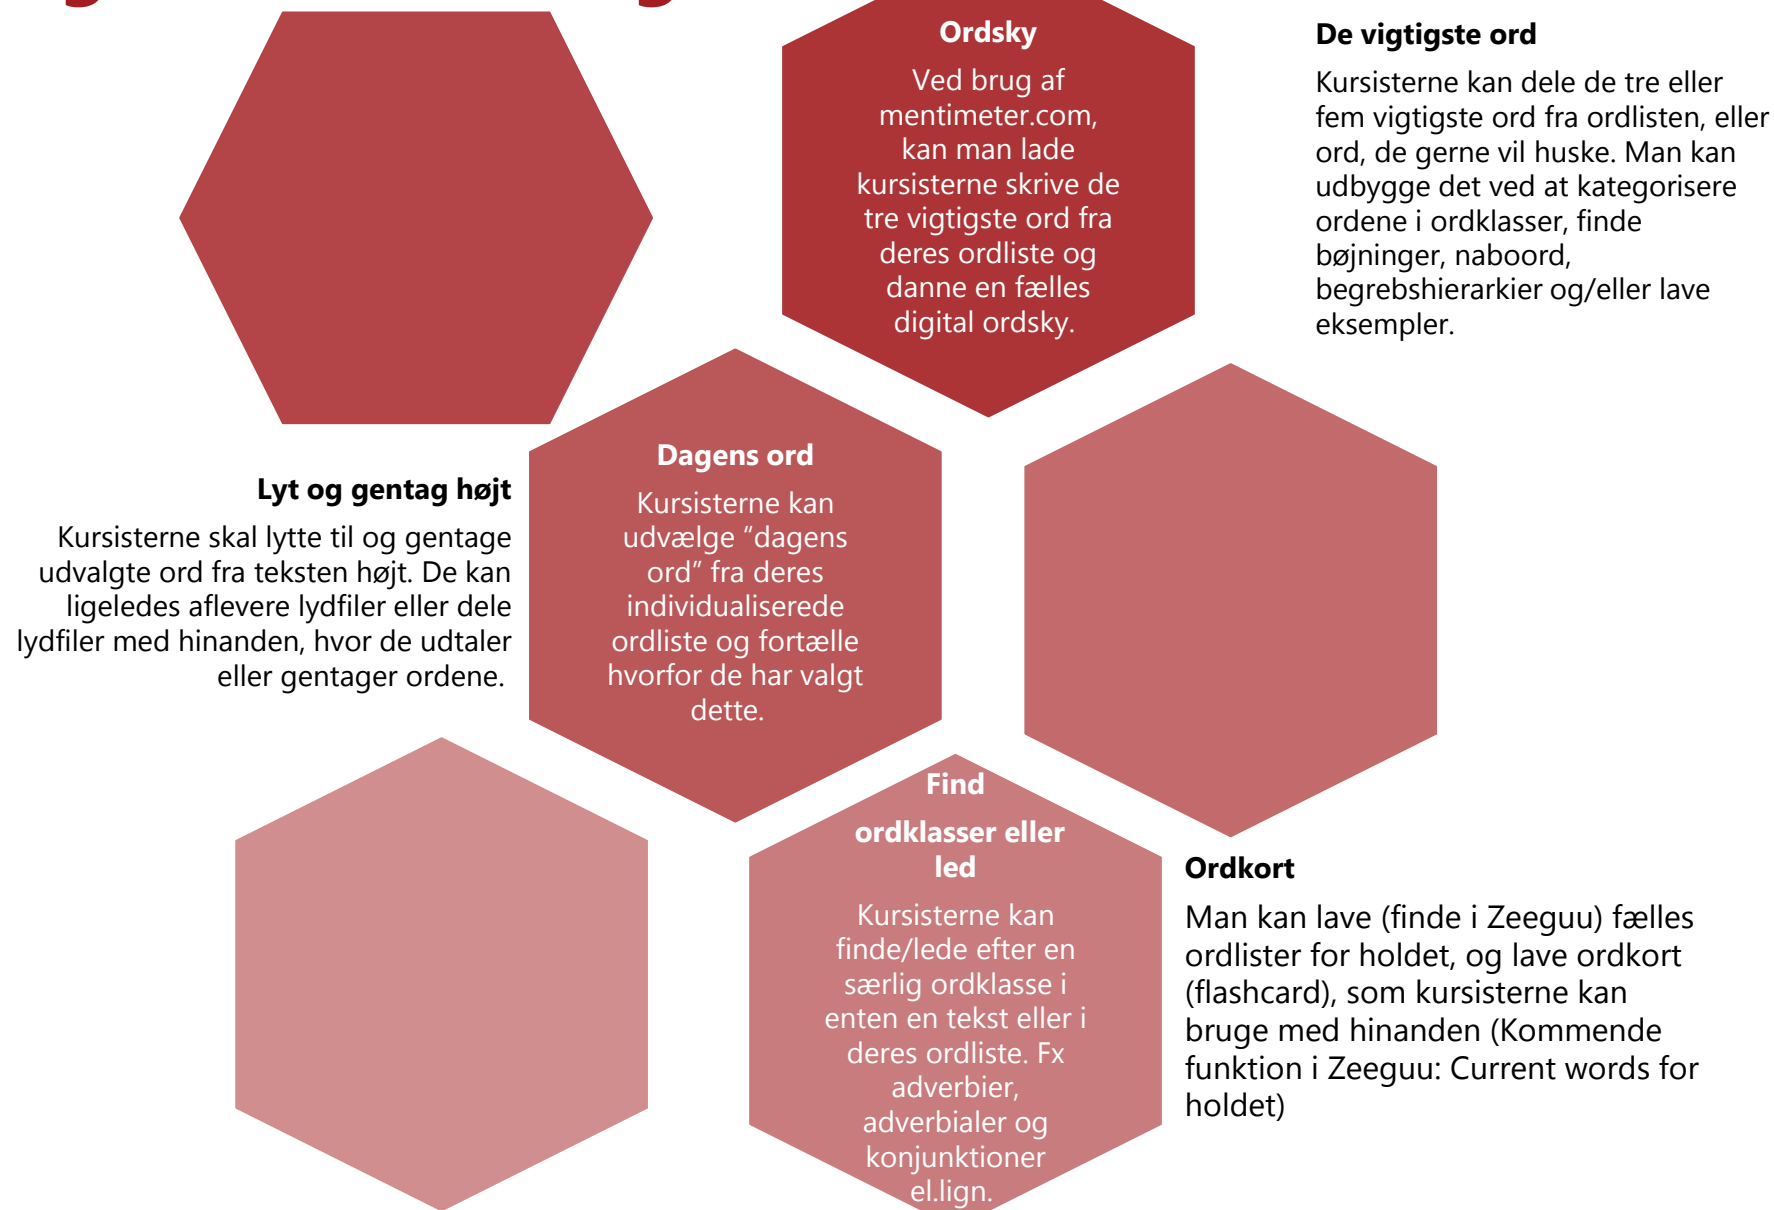 Ordsky
Ved brug af
mentimeter.com,
kan man lade
kursisterne skrive de
tre vigtigste ord fra
deres ordliste og
danne en fælles
digital ordsky.
De vigtigste ord
Kursisterne kan dele de tre eller
fem vigtigste ord fra ordlisten, eller
ord, de gerne vil huske. Man kan
udbygge det ved at kategorisere
ordene i ordklasser, finde
bøjninger, naboord,
begrebshierarkier og/eller lave
eksempler.
Lyt og gentag højt
Kursisterne skal lytte til og gentage
udvalgte ord fra teksten højt. De kan
ligeledes aflevere lydfiler eller dele
lydfiler med hinanden, hvor de udtaler
eller gentager ordene.
Dagens ord
Kursisterne kan
udvælge “dagens
ord” fra deres
individualiserede
ordliste og fortælle
hvorfor de har valgt
dette.
Find
ordklasser eller
led
Kursisterne kan
finde/lede efter en
særlig ordklasse i
enten en tekst eller i
deres ordliste. Fx
adverbier,
adverbialer og
konjunktioner
el.lign.
Ordkort
Man kan lave (finde i Zeeguu) fælles
ordlister for holdet, og lave ordkort
(flashcard), som kursisterne kan
bruge med hinanden (Kommende
funktion i Zeeguu: Current words for
holdet)